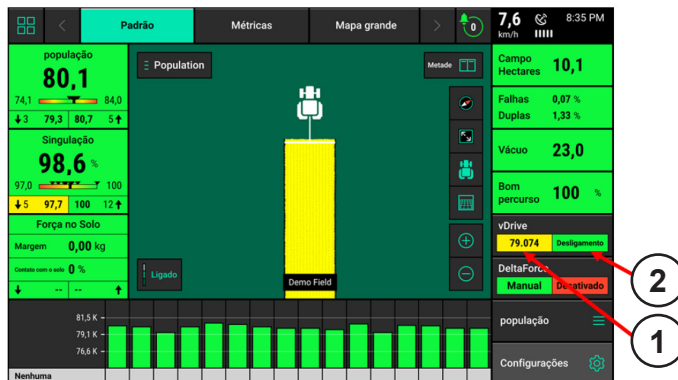 Padrão
Métricas
Mapa grande
0
7,6
km/h
8:35 PM
população
80,1
74,1 84,0
3 79,3 80,7 5
Singulação
98,6 %
97,0 100
5 97,7 100 12
Força no Solo
Margem 0,00 kg
Contato com o solo 0 %
-- --
Population
Metade
Ligado
Demo Field
Campo
Hectares 10,1
Falhas 0,07 %
Duplas 1,33 %
Vácuo 23,0
Bom
percurso 100 %
vDrive
79.074 Desligamento
DeltaForce
Manual Desativado
população
Configurações
2
1
81,5 K
79,1 K
76,6 K
Nenhuma